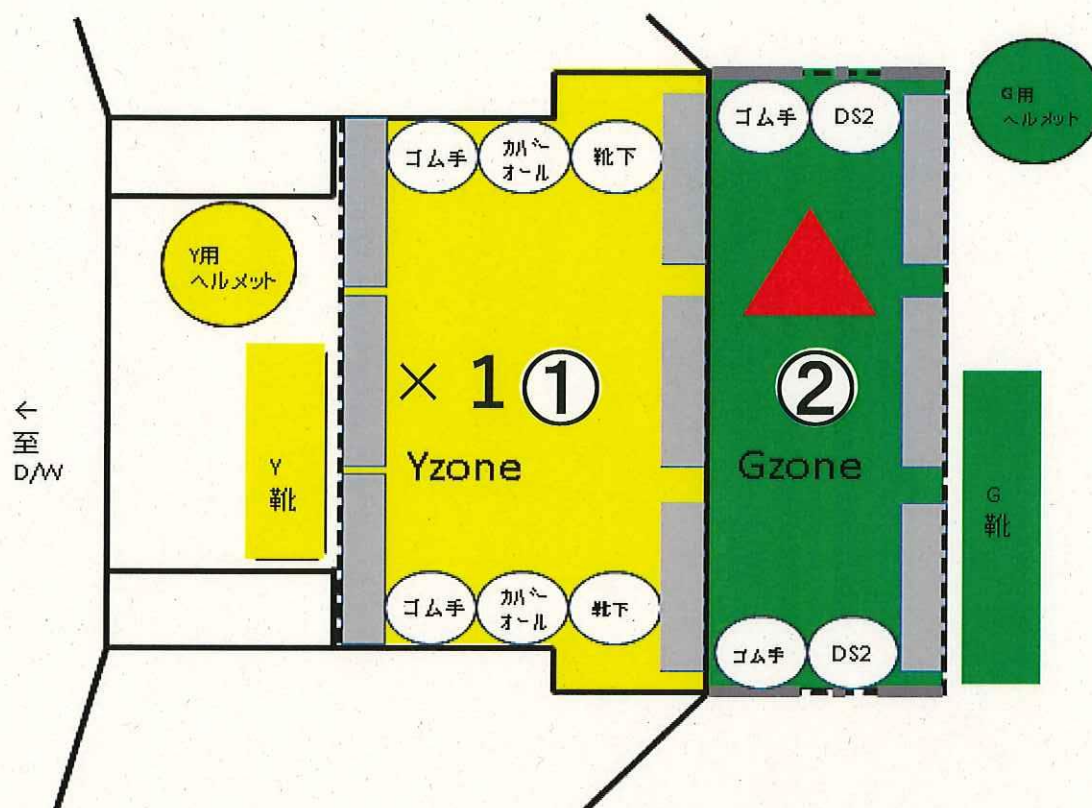 G用
ヘルメット
ゴム手
DS2
ゴム手
カバー
オール
靴下
Y用
ヘルメット
× 1
①
②
←
至
D/W
Yzone
Gzone
Y
靴
G
靴
ゴム手
カバー
オール
靴下
ゴム手
DS2